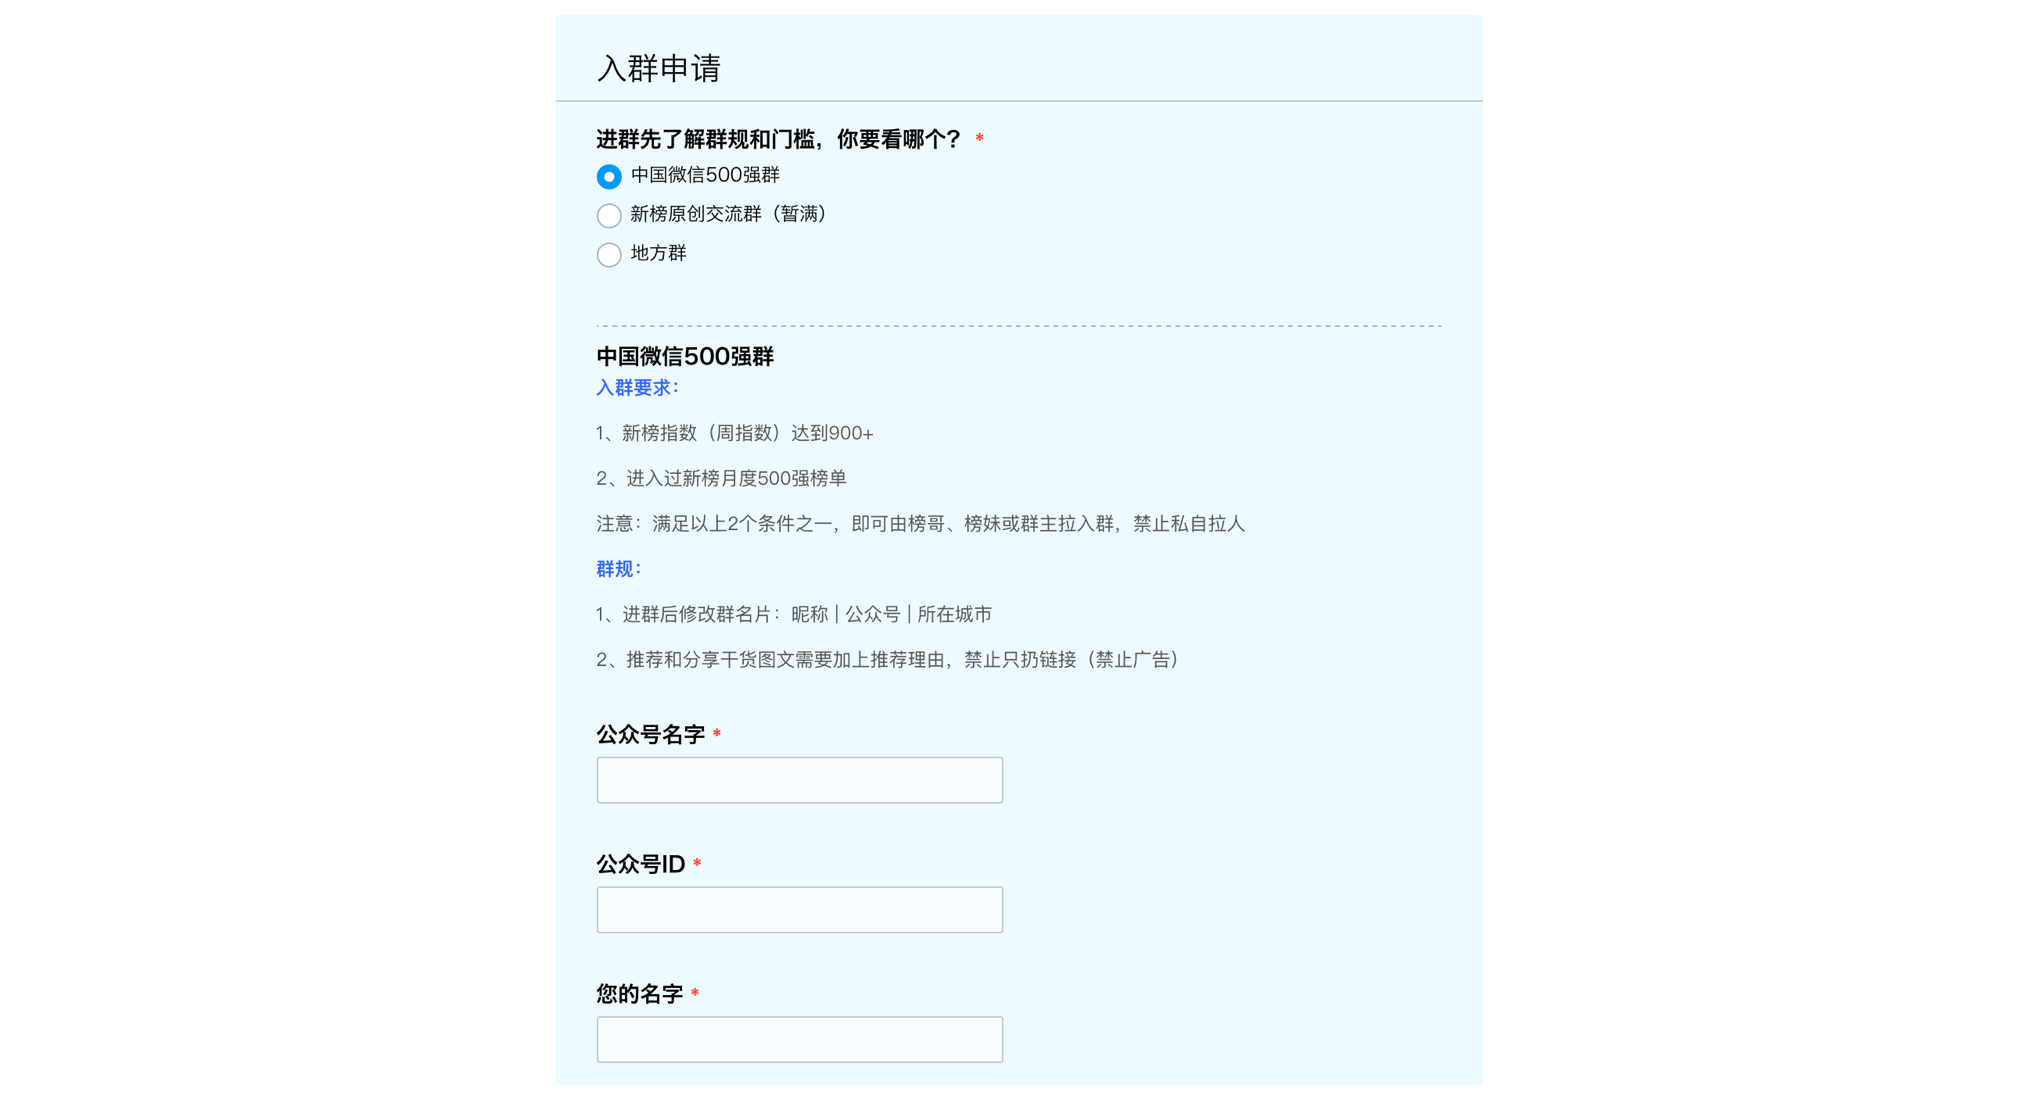 入群申请
进群先了解群规和门槛，你要看哪个？ *
中国微信500强群
新榜原创交流群（暂满）
地方群
中国微信500强群
入群要求：
1、新榜指数（周指数）达到900+
2、进入过新榜月度500强榜单
注意：满足以上2个条件之一，即可由榜哥、榜妹或群主拉入群，禁止私自拉人
群规：
1、进群后修改群名片：昵称 | 公众号 | 所在城市
2、推荐和分享干货图文需要加上推荐理由，禁止只扔链接（禁止广告）
公众号名字 *
公众号ID *
您的名字 *